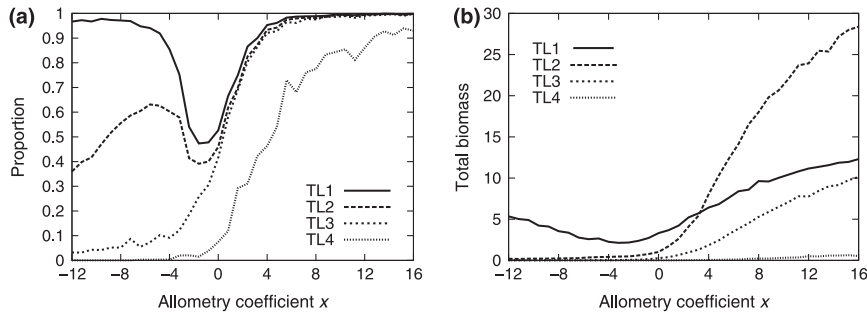 (a)
1
0.9
0.8
0.7
0.6
0.5
0.4
0.3
0.2
0.1
0
Proportion
TL1
TL2
TL3
TL4
-12 -8 -4 0 4 8 12 16
Allometry coefficient x
(b)
30
25
20
15
10
5
0
Total biomass
TL1
TL2
TL3
TL4
-12 -8 -4 0 4 8 12 16
Allometry coefficient x